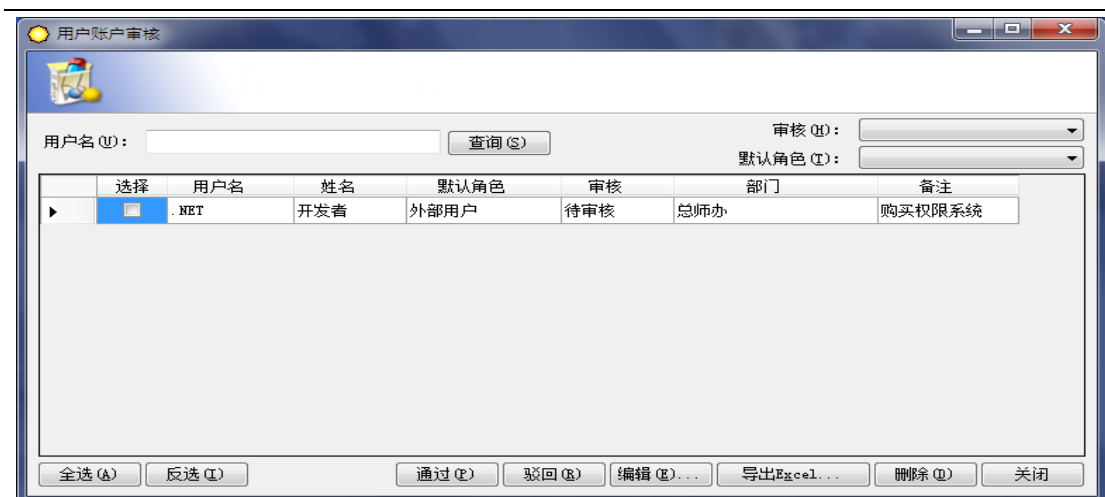 用户账户审核
用户名(U): 查询(S) 审核(H):
默认角色(T):
选择 用户名 姓名 默认角色 审核 部门 备注
.NET 开发者 外部用户 待审核 总师办 购买权限系统
全选(A) 反选(I) 通过(P) 驳回(R) 编辑(E)... 导出Excel... 删除(D) 关闭